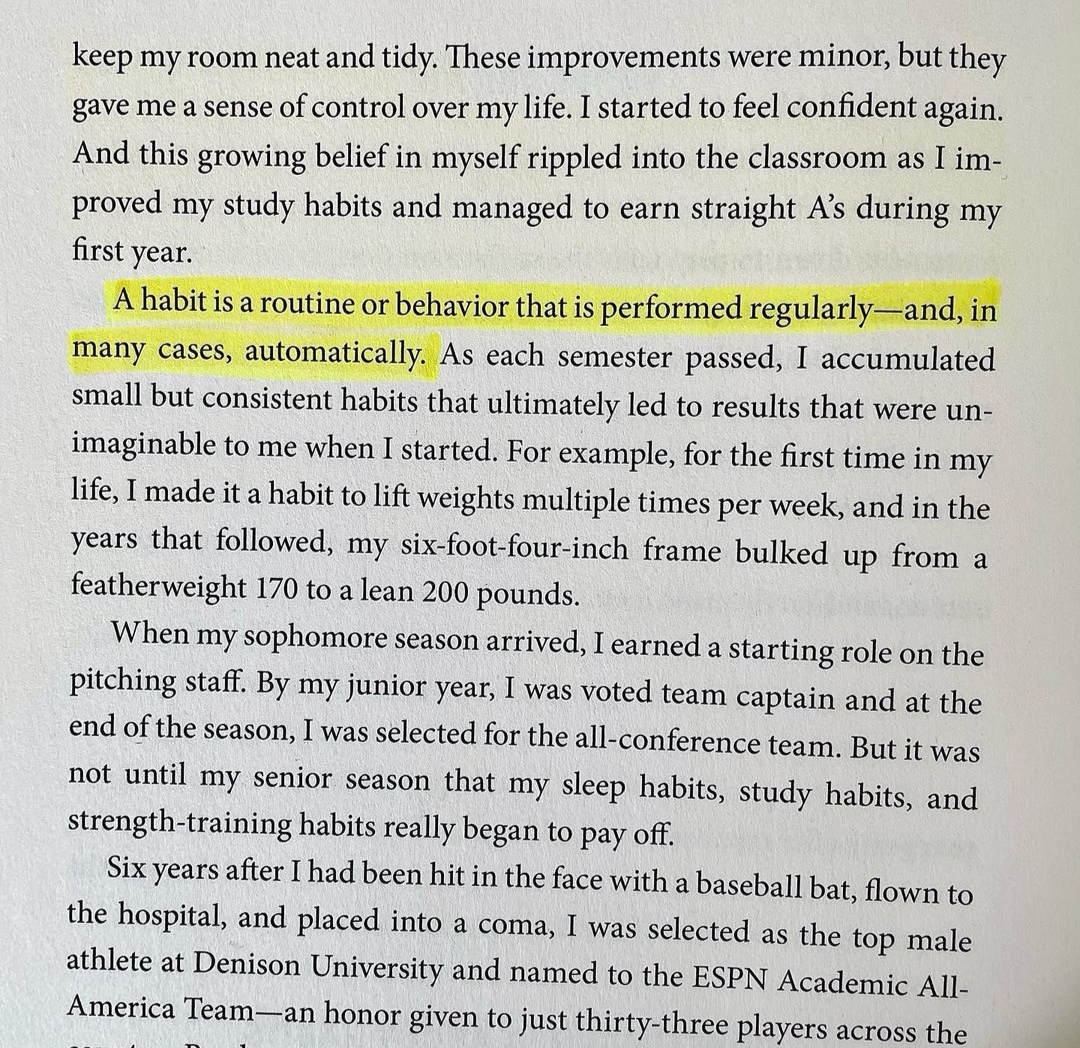 keep my room neat and tidy. These improvements were minor, but they
gave me a sense of control over my life. I started to feel confident again.
And this growing belief in myself rippled into the classroom as I im-
proved my study habits and managed to earn straight A’s during my
first year.
A habit is a routine or behavior that is performed regularly—and, in
many cases, automatically. As each semester passed, I accumulated
small but consistent habits that ultimately led to results that were un-
imaginable to me when I started. For example, for the first time in my
life, I made it a habit to lift weights multiple times per week, and in the
years that followed, my six-foot-four-inch frame bulked up from a
featherweight 170 to a lean 200 pounds.
When my sophomore season arrived, I earned a starting role on the
pitching staff. By my junior year, I was voted team captain and at the
end of the season, I was selected for the all-conference team. But it was
not until my senior season that my sleep habits, study habits, and
strength-training habits really began to pay off.
Six years after I had been hit in the face with a baseball bat, flown to
the hospital, and placed into a coma, I was selected as the top male
athlete at Denison University and named to the ESPN Academic All-
America Team—an honor given to just thirty-three players across the